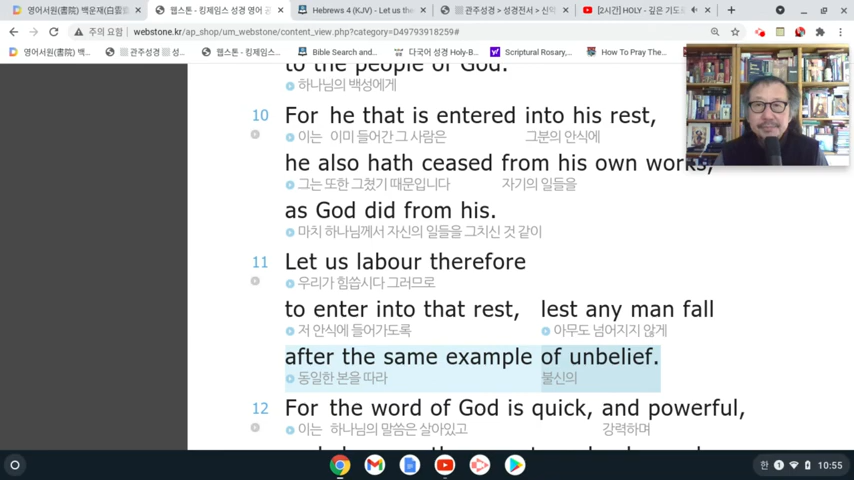 영어서원(書院) 백운재(白雲
웹스톤 - 킹제임스 성경 영어 공
Hebrews 4 (KJV) - Let us the
관주성경 > 성경전서 > 신약
[2시간] HOLY - 깊은 기도
주의 요함
webstone.kr/ap_shop/um_webstone/content_view.php?category=D49793918259#
영어서원(書院) 백운재(白...
관주성경 ::: 성...
웹스톤 - 킹제임스...
Bible Search and...
다국어 성경 Holy-B...
Scriptural Rosary,...
How To Pray The...
to the people of God.
하나님의 백성에게
10 For he that is entered into his rest,
이는 이미 들어간 그 사람은 그분의 안식에
he also hath ceased from his own works,
그는 또한 그쳤기 때문입니다 자기의 일들을
as God did from his.
마치 하나님께서 자신의 일들을 그치신 것 같이
11 Let us labour therefore
우리가 힘씁시다 그러므로
to enter into that rest, lest any man fall
저 안식에 들어가도록 아무도 넘어지지 않게
after the same example of unbelief.
동일한 본을 따라 불신의
12 For the word of God is quick, and powerful,
이는 하나님의 말씀은 살아있고 강력하며
한 1 10:55